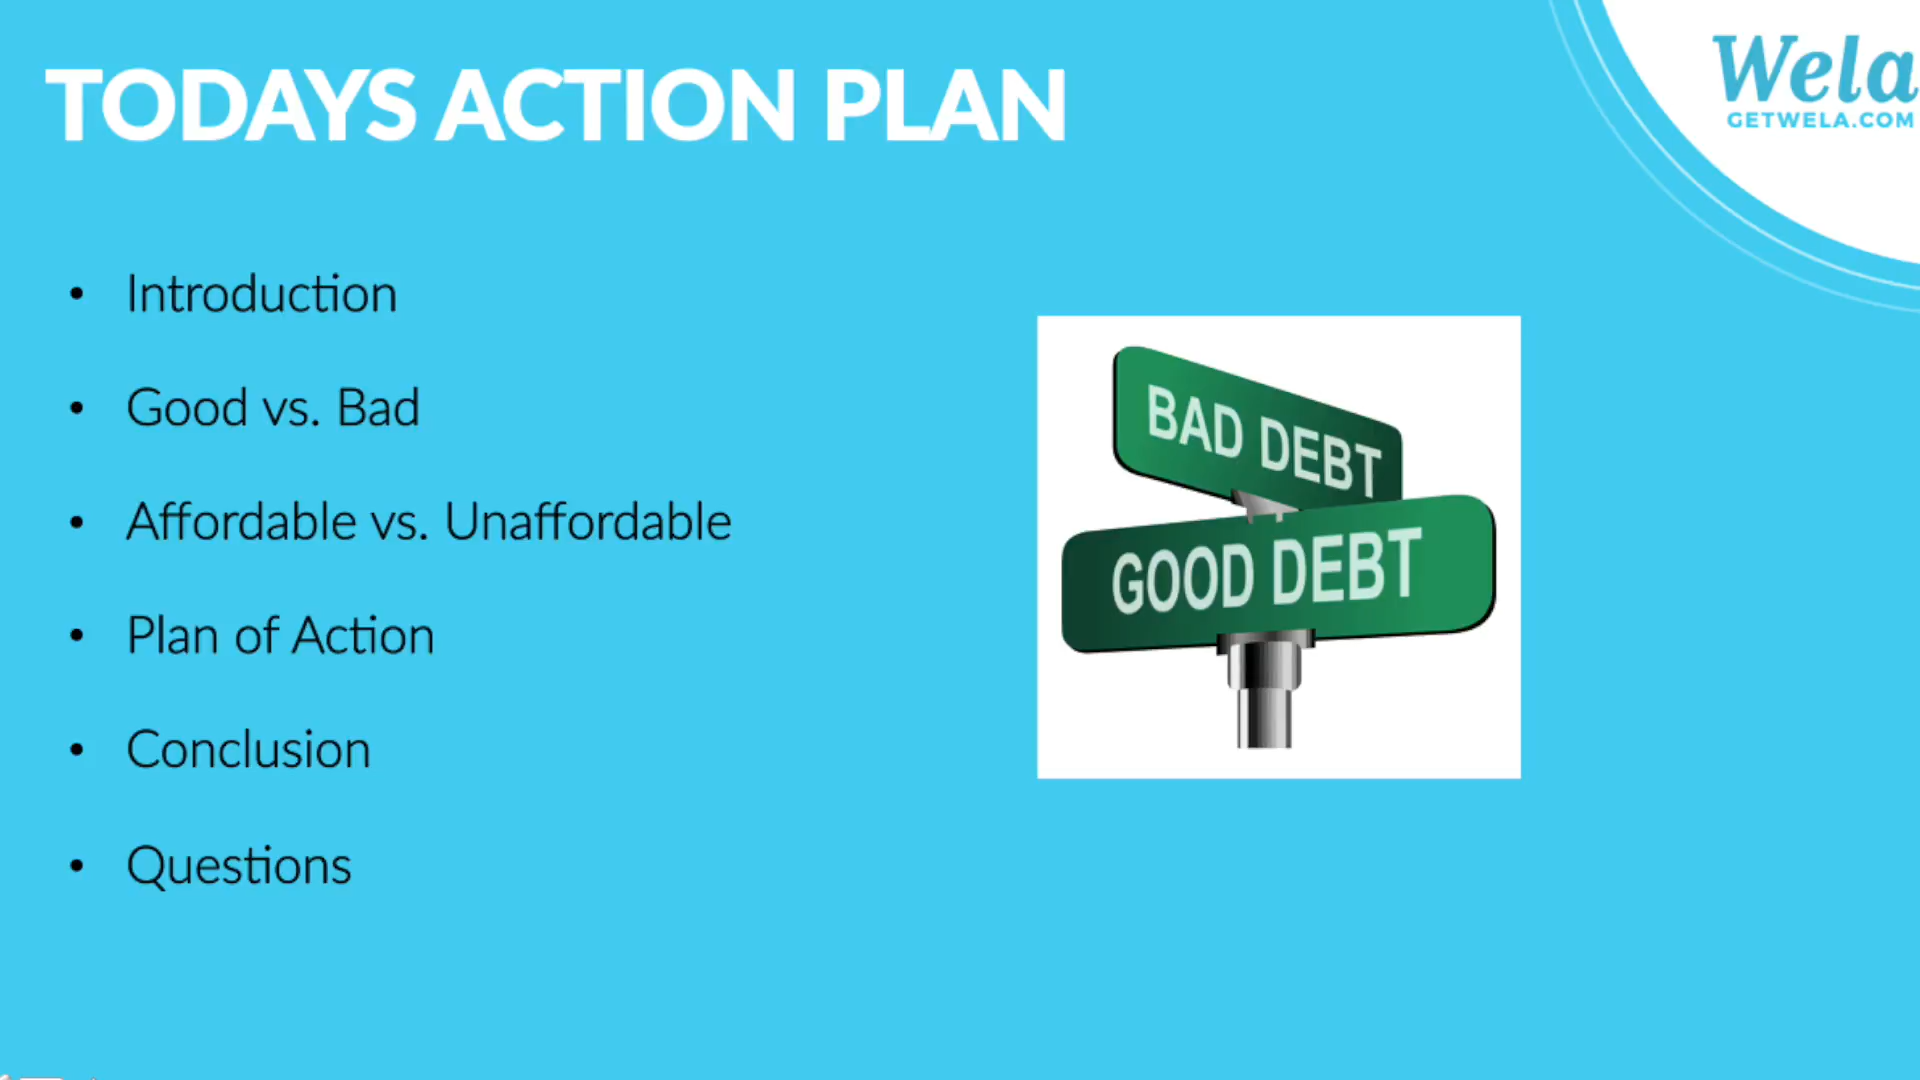 TODAYS ACTION PLAN
Wela
GETWELA.COM
• Introduction
• Good vs. Bad
• Affordable vs. Unaffordable
• Plan of Action
• Conclusion
• Questions
BAD DEBT
GOOD DEBT